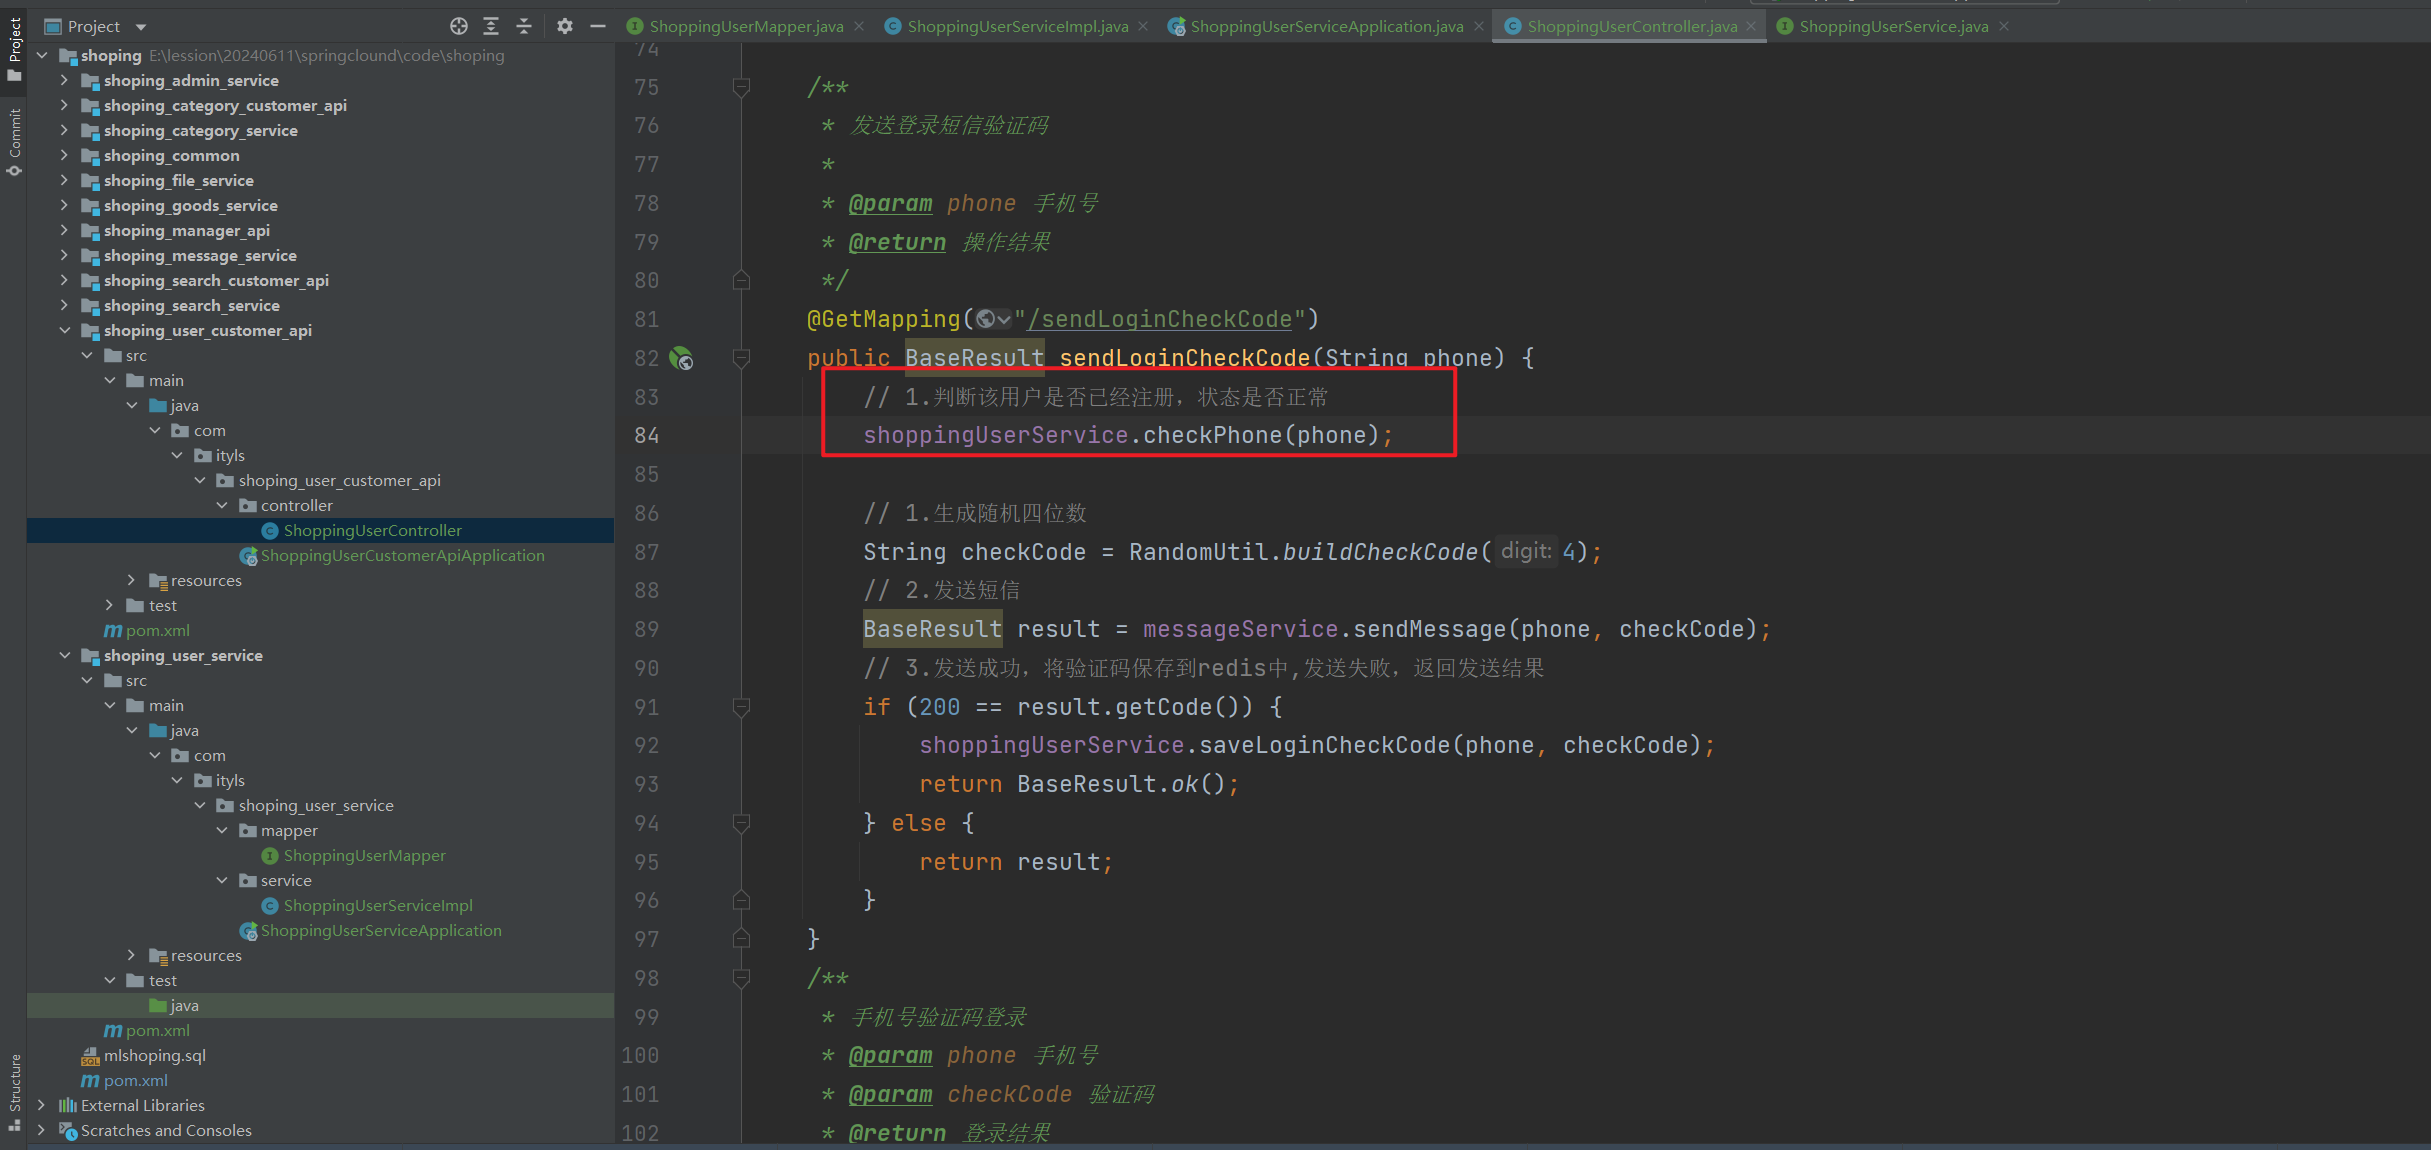 Project
ShoppingUserMapper.java
ShoppingUserServiceImpl.java
ShoppingUserServiceApplication.java
ShoppingUserController.java
ShoppingUserService.java
Project
Commit
Structure
shoping E:\lession\20240611\springclound\code\shoping
shoping_admin_service
shoping_category_customer_api
shoping_category_service
shoping_common
shoping_file_service
shoping_goods_service
shoping_manager_api
shoping_message_service
shoping_search_customer_api
shoping_search_service
shoping_user_customer_api
src
main
java
com
ityls
shoping_user_customer_api
controller
ShoppingUserController
ShoppingUserCustomerApiApplication
resources
test
pom.xml
shoping_user_service
src
main
java
com
ityls
shoping_user_service
mapper
ShoppingUserMapper
service
ShoppingUserServiceImpl
ShoppingUserServiceApplication
resources
test
java
pom.xml
mlshoping.sql
pom.xml
External Libraries
Scratches and Consoles
74
75 /**
76 * 发送登录短信验证码
77 *
78 * @param phone 手机号
79 * @return 操作结果
80 */
81 @GetMapping("/sendLoginCheckCode")
82 public BaseResult sendLoginCheckCode(String phone) {
83 // 1.判断该用户是否已经注册，状态是否正常
84 shoppingUserService.checkPhone(phone);
85
86 // 1.生成随机四位数
87 String checkCode = RandomUtil.buildCheckCode( digit: 4);
88 // 2.发送短信
89 BaseResult result = messageService.sendMessage(phone, checkCode);
90 // 3.发送成功，将验证码保存到redis中,发送失败，返回发送结果
91 if (200 == result.getCode()) {
92 shoppingUserService.saveLoginCheckCode(phone, checkCode);
93 return BaseResult.ok();
94 } else {
95 return result;
96 }
97 }
98 /**
99 * 手机号验证码登录
100 * @param phone 手机号
101 * @param checkCode 验证码
102 * @return 登录结果